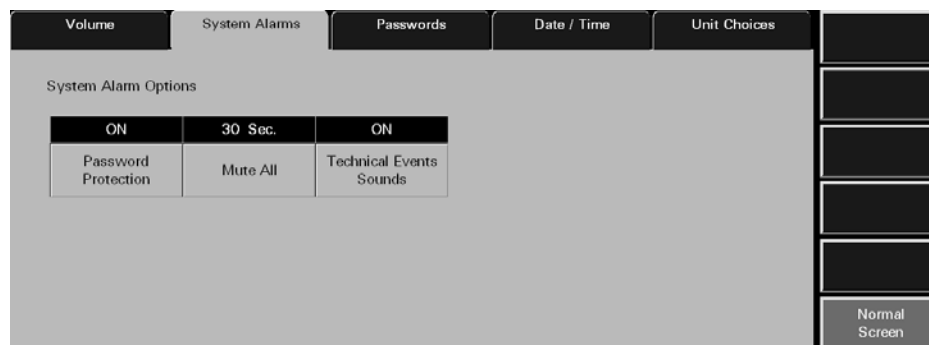 Volume
System Alarms
Passwords
Date / Time
Unit Choices
System Alarm Options
ON
30 Sec.
ON
Password
Protection
Mute All
Technical Events
Sounds
Normal
Screen